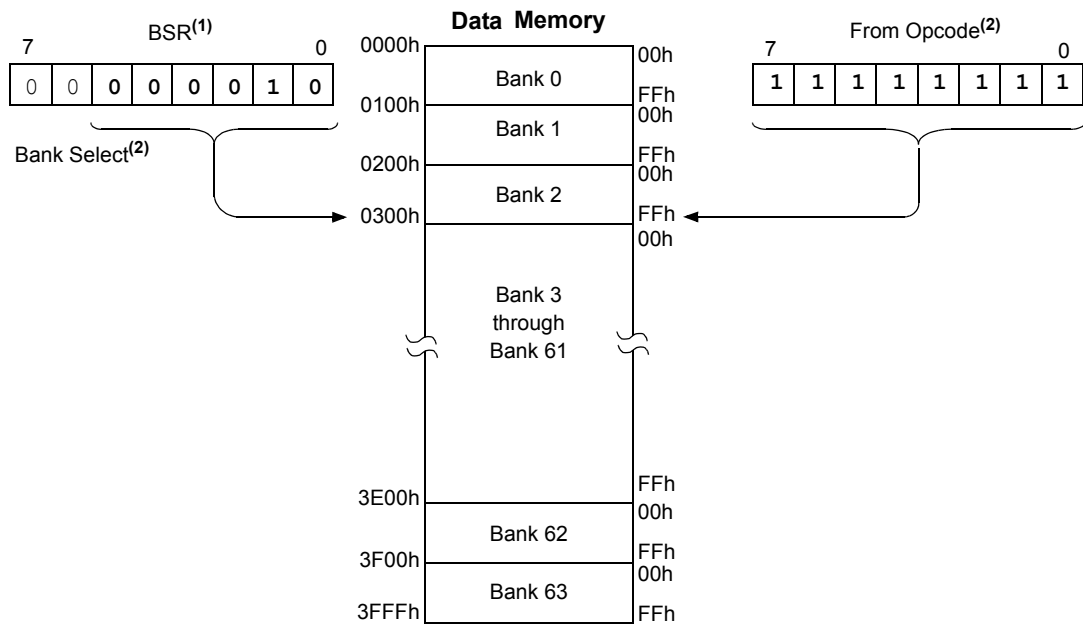 Data Memory
BSR(1)
From Opcode(2)
7 0
7 0
0 0 0 0 0 0 1 0
1 1 1 1 1 1 1 1
Bank Select(2)
0000h
00h
Bank 0
FFh
0100h
00h
Bank 1
FFh
0200h
00h
Bank 2
FFh
0300h
00h
Bank 3
through
Bank 61
FFh
3E00h
00h
Bank 62
FFh
3F00h
00h
Bank 63
3FFFh
FFh